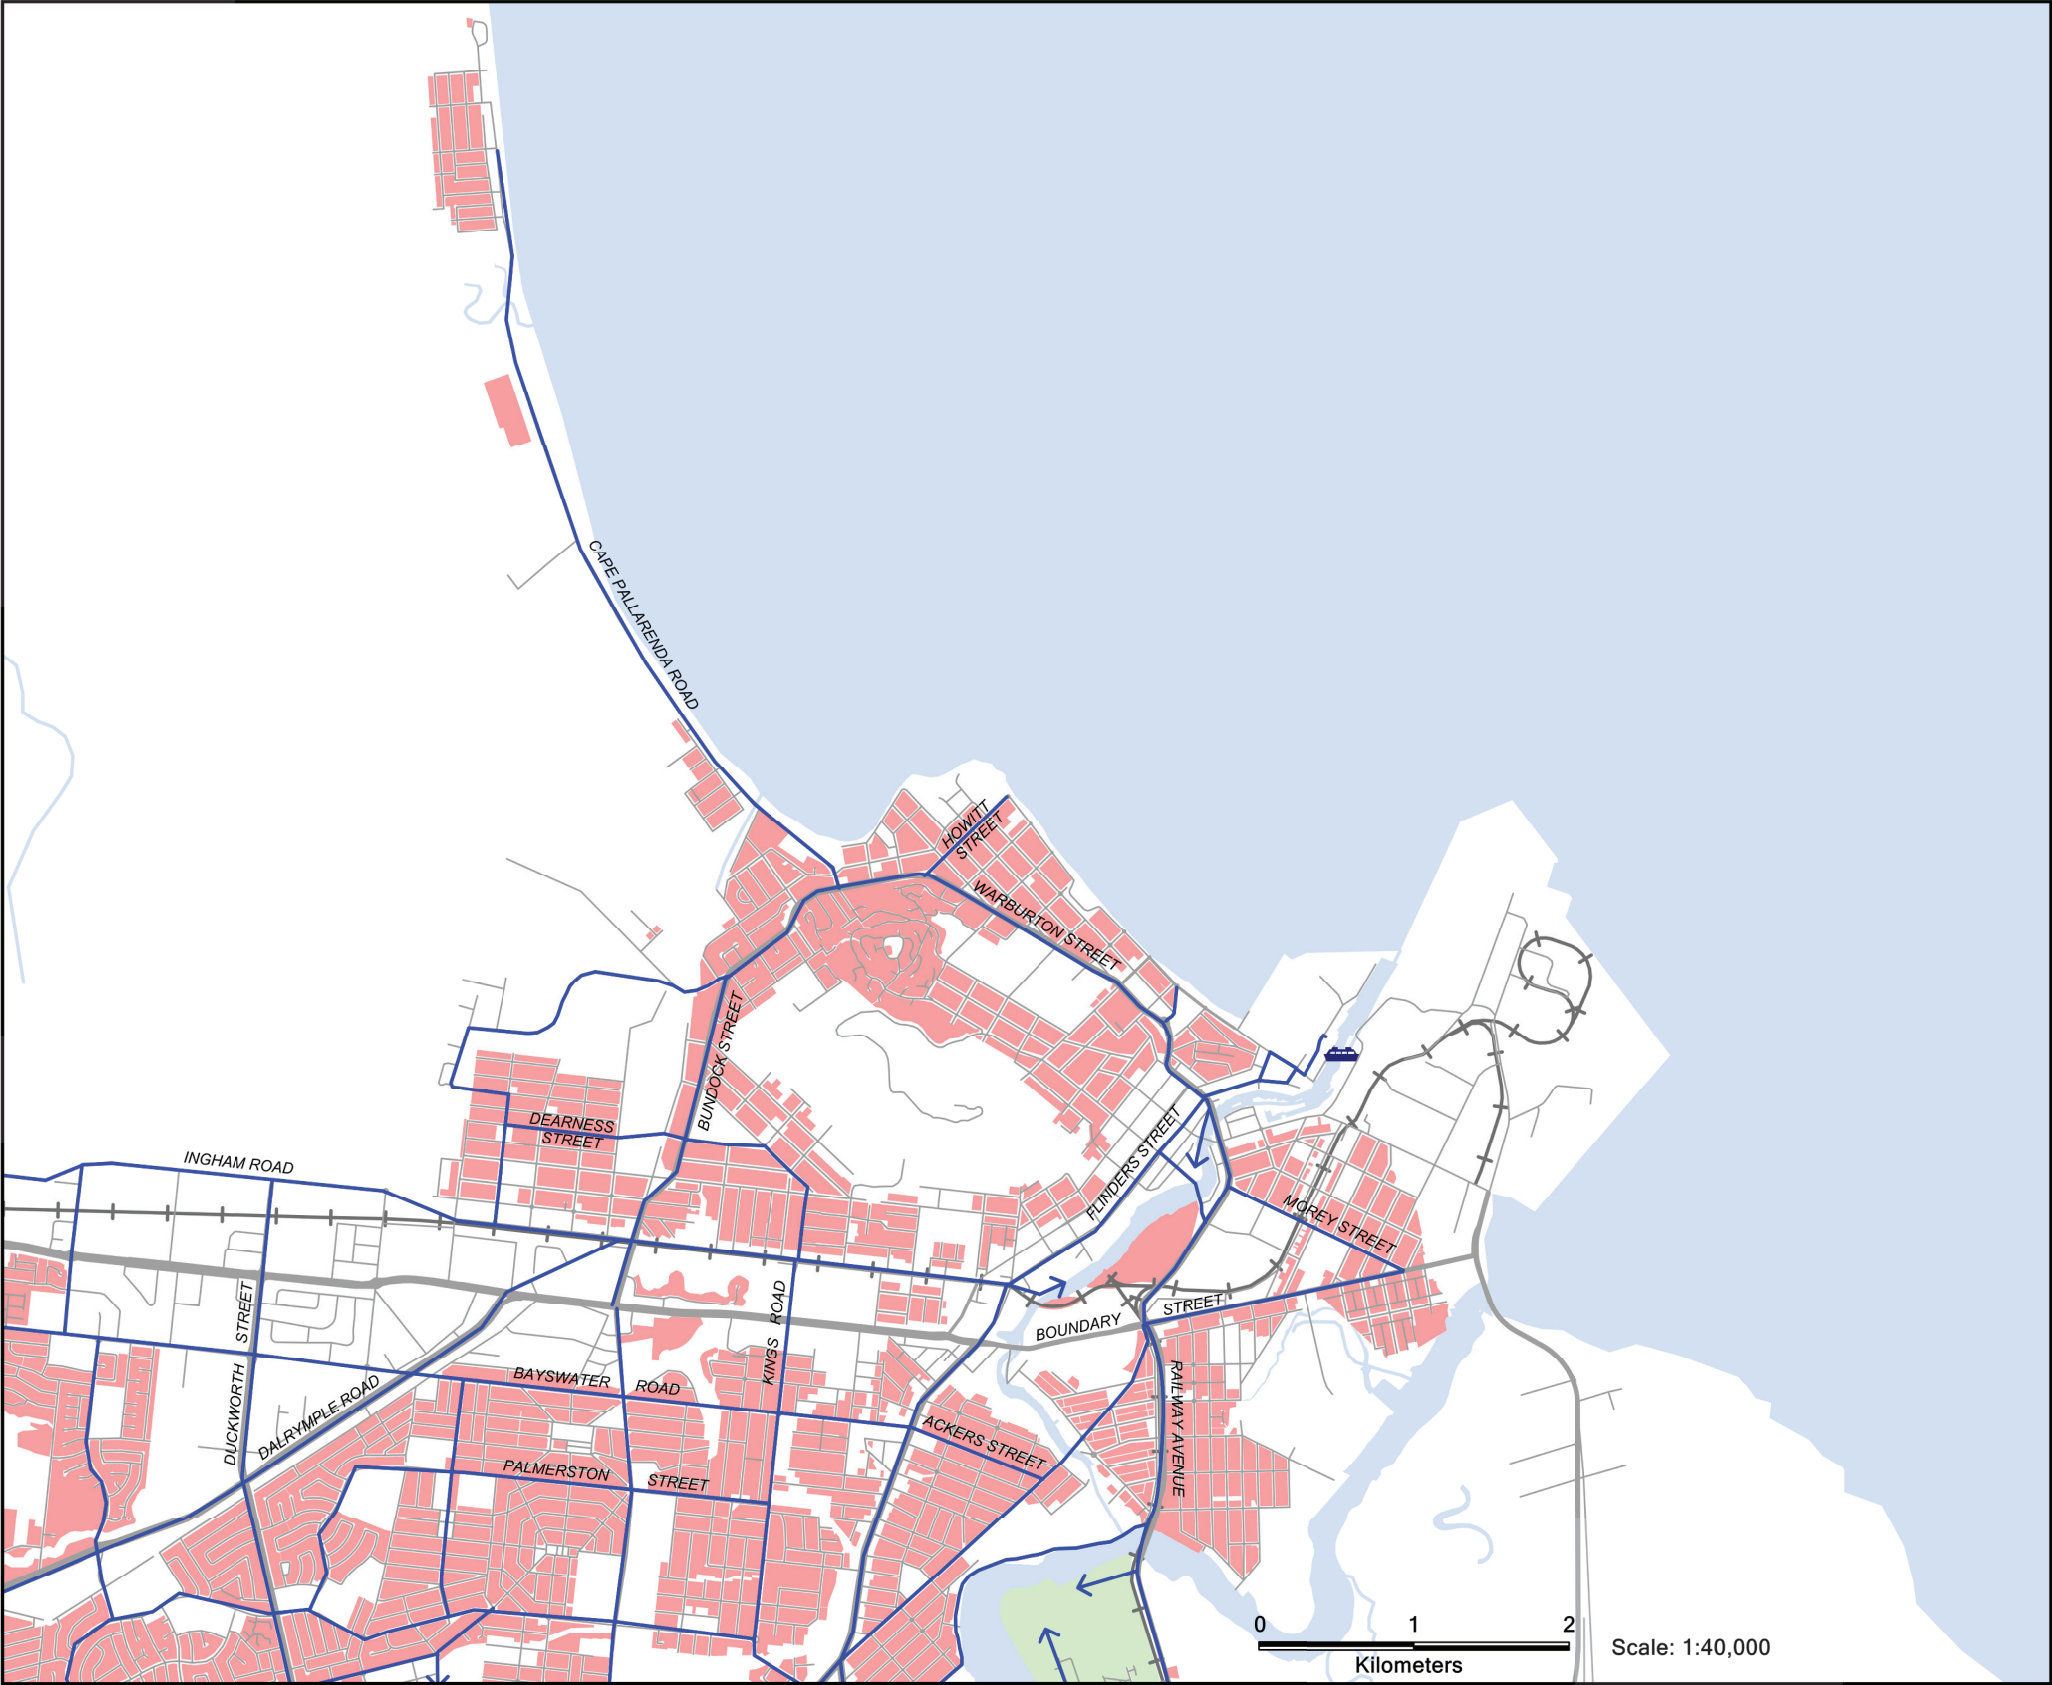 CAPE PALLARENDA ROAD
HOWITT
STREET
WARBURTON STREET
BUNDOCK STREET
DEARNESS
STREET
FLINDERS STREET
INGHAM ROAD
MOREY STREET
DUCKWORTH STREET
KINGS ROAD
BOUNDARY STREET
DALRYMPLE ROAD
BAYSWATER ROAD
RAILWAY AVENUE
ACKERS STREET
PALMERSTON STREET
0 1 2
Kilometers
Scale: 1:40,000